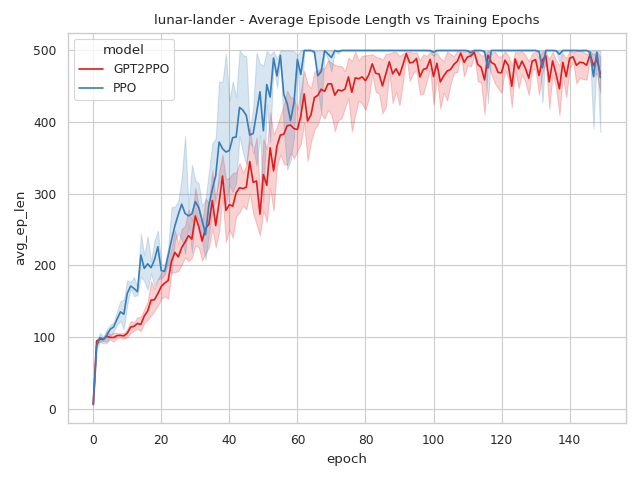 lunar-lander - Average Episode Length vs Training Epochs
model
GPT2PPO
PPO
avg_ep_len
500
400
300
200
100
0
0 20 40 60 80 100 120 140
epoch